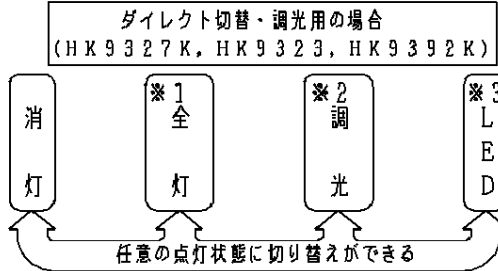 ダイレクト切替・調光用の場合
(HK9327K, HK9323, HK9392K)
消灯
※1
全灯
※2
調光
※3
LED
任意の点灯状態に切り替えができる